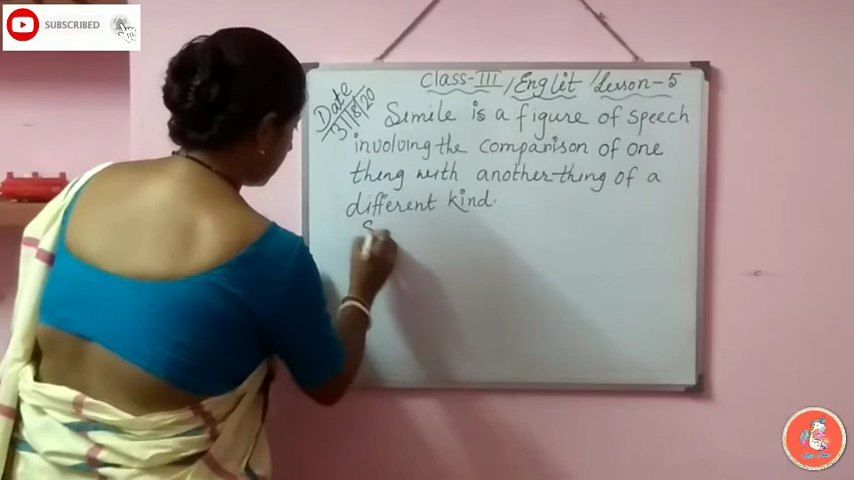 SUBSCRIBED
Class-III / Englit / Lesson-5
Date
31/8/20
Simile is a figure of speech
involving the comparison of one
thing with another thing of a
different kind.
S